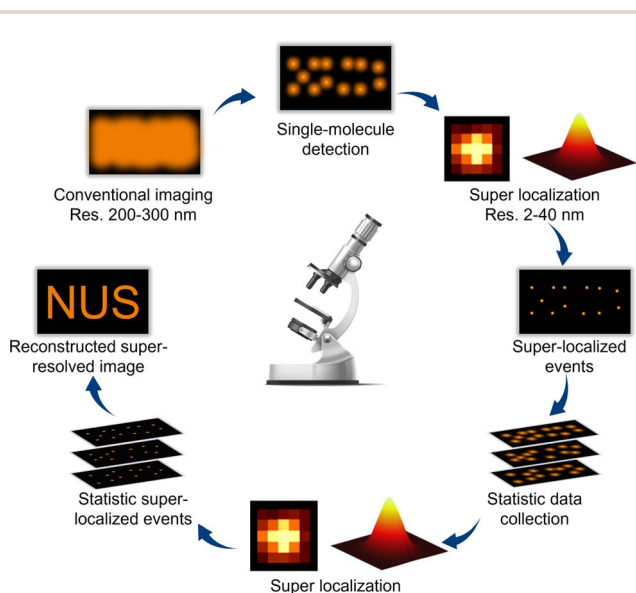 Single-molecule
detection
Conventional imaging
Res. 200-300 nm
Super localization
Res. 2-40 nm
NUS
Reconstructed super-
resolved image
Super-localized
events
Statistic super-
localized events
Statistic data
collection
Super localization